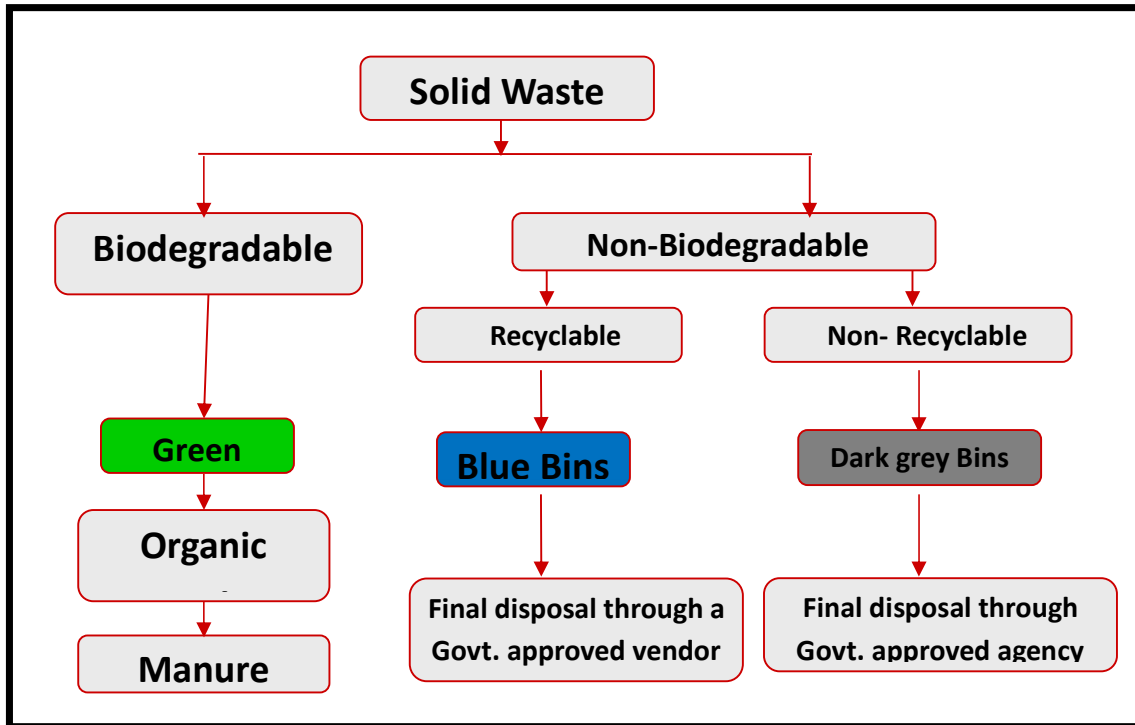 Solid Waste
Biodegradable
Non-Biodegradable
Recyclable
Non- Recyclable
Green
Blue Bins
Dark grey Bins
Organic
Manure
Final disposal through a
Govt. approved vendor
Final disposal through
Govt. approved agency